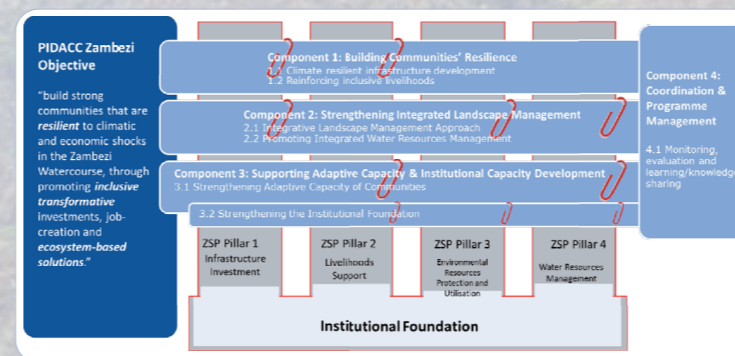 PIDACC Zambezi
Objective
"build strong
communities that are
resilient to climatic
and economic shocks
in the Zambezi
Watercourse, through
promoting inclusive
transformative
investments, job-
creation and
ecosystem-based
solutions."
Component 1: Building Communities' Resilience
1.1 Climate resilient infrastructure development
1.2 Reinforcing inclusive livelihoods
Component 2: Strengthening Integrated Landscape Management
2.1 Integrative Landscape Management Approach
2.2 Promoting Integrated Water Resources Management
Component 3: Supporting Adaptive Capacity & Institutional Capacity Development
3.1 Strengthening Adaptive Capacity of Communities
3.2 Strengthening the Institutional Foundation
Component 4:
Coordination &
Programme
Management
4.1 Monitoring,
evaluation and
learning/knowledge
sharing
ZSP Pillar 1
Infrastructure
Investment
ZSP Pillar 2
Livelihoods
Support
ZSP Pillar 3
Environmental
Resources
Protection and
Utilisation
ZSP Pillar 4
Water Resources
Management
Institutional Foundation